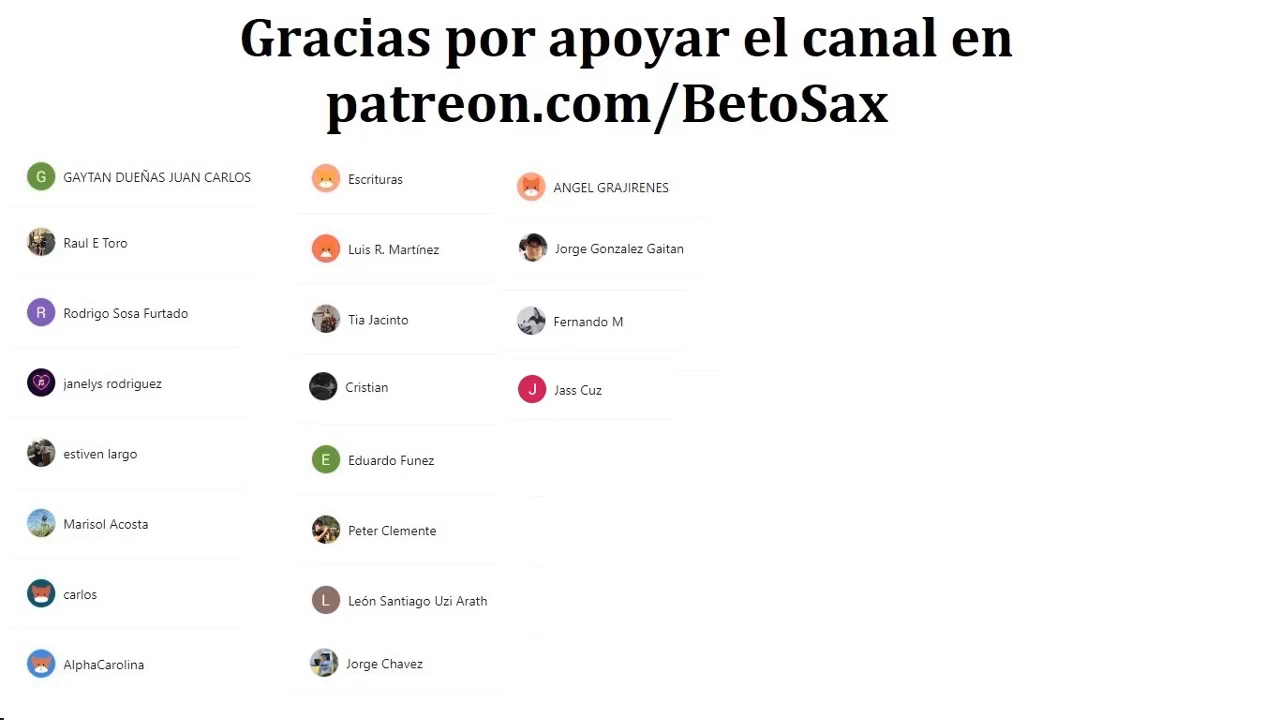 Gracias por apoyar el canal en
patreon.com/BetoSax
G GAYTAN DUEÑAS JUAN CARLOS
Raul E Toro
R Rodrigo Sosa Furtado
janelys rodriguez
estiven largo
Marisol Acosta
carlos
AlphaCarolina
Escrituras
Luis R. Martínez
Tia Jacinto
Cristian
E Eduardo Funez
Peter Clemente
L León Santiago Uzi Arath
Jorge Chavez
ANGEL GRAJIRENES
Jorge Gonzalez Gaitan
Fernando M
J Jass Cuz